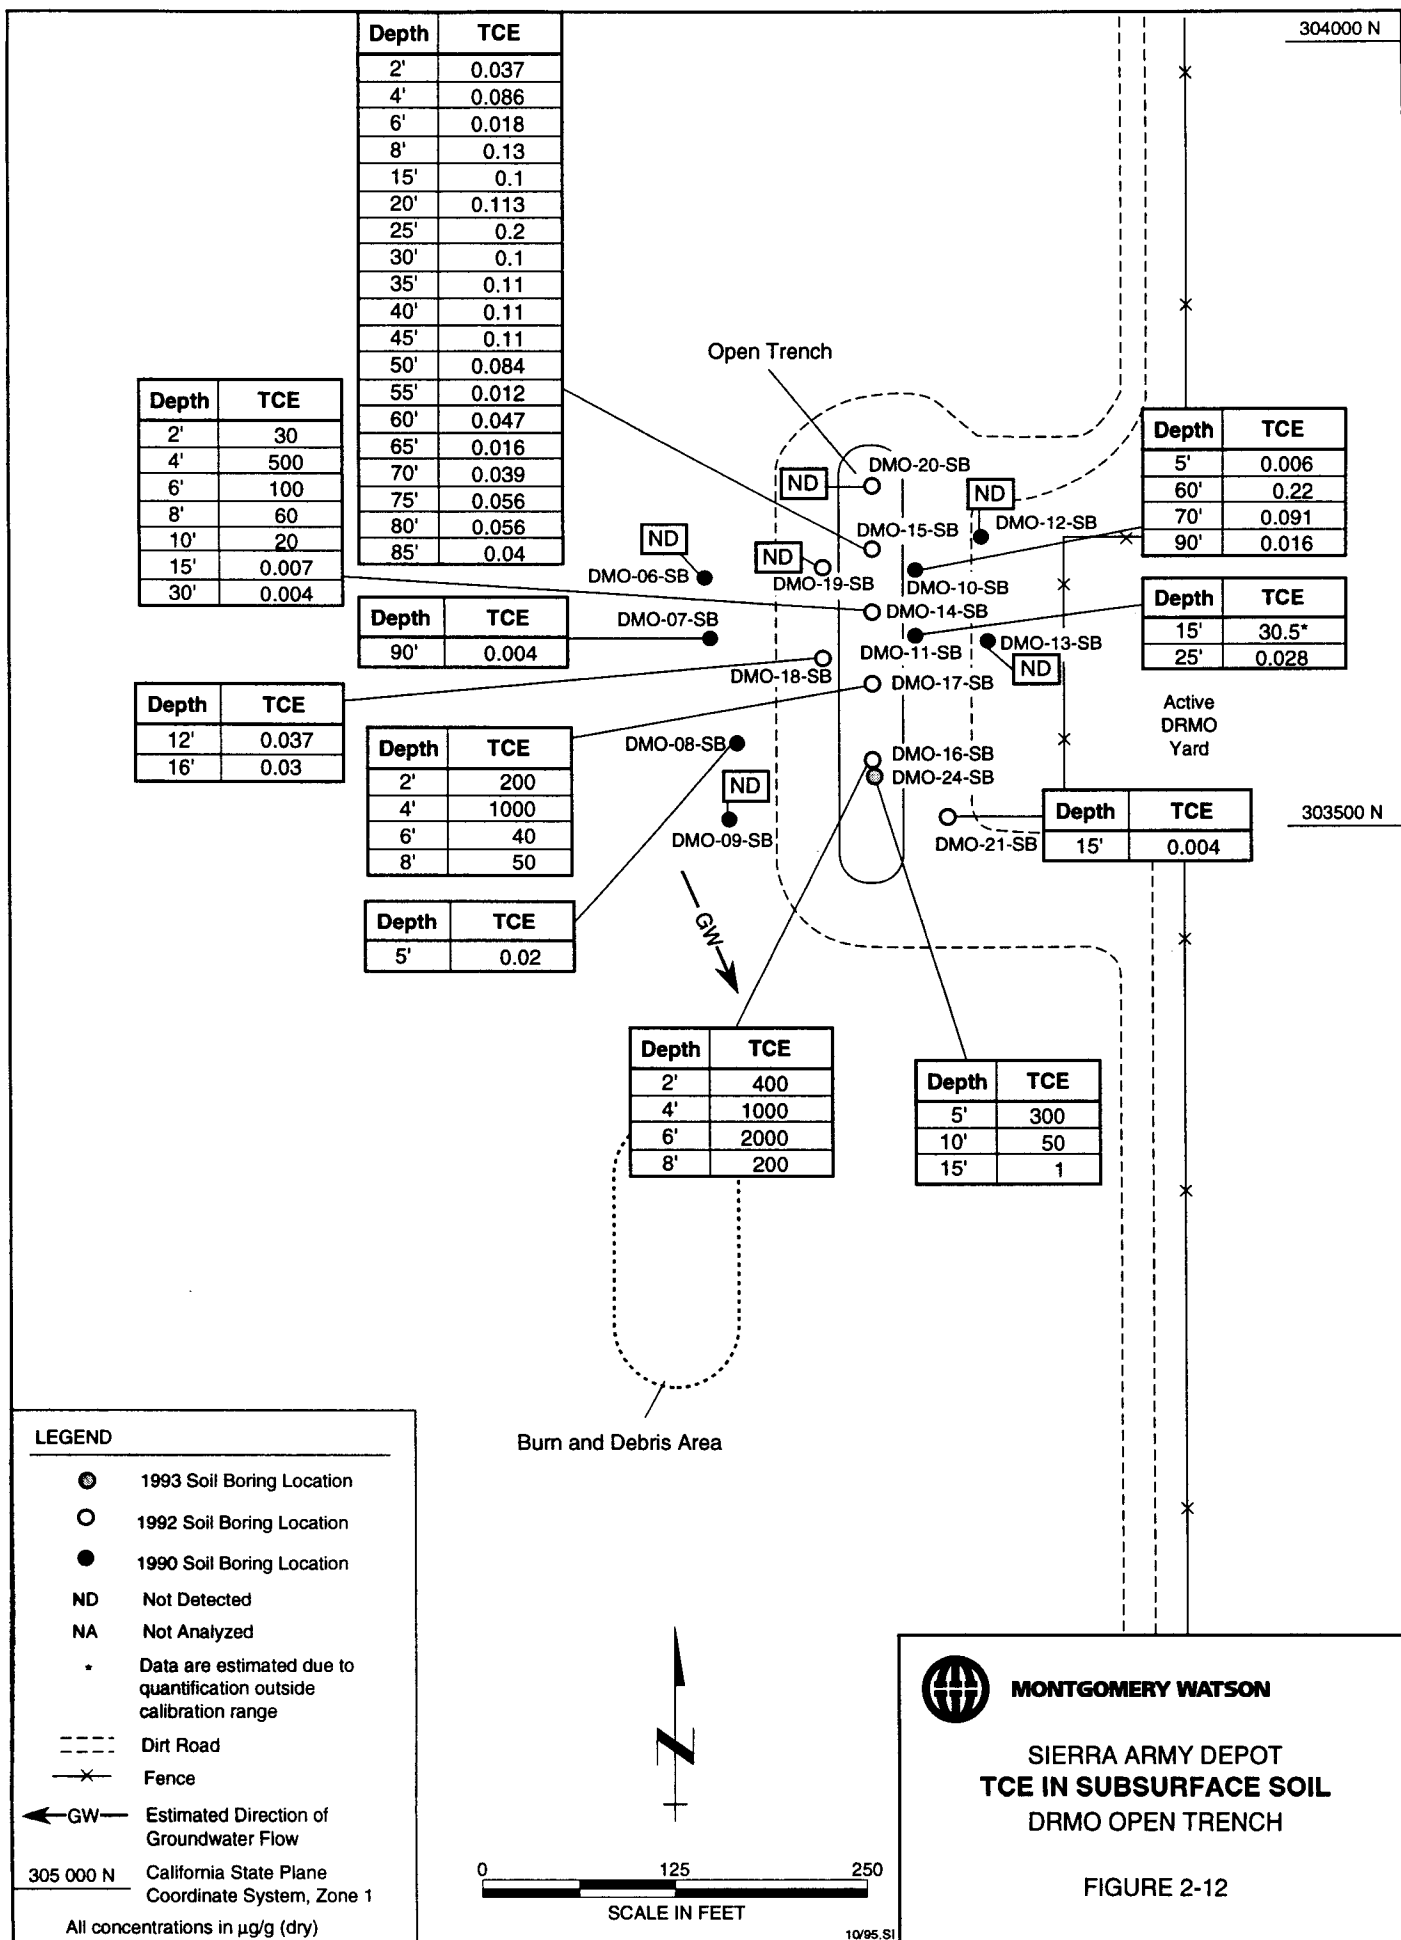 304000 N
Depth TCE
2' 0.037
4' 0.086
6' 0.018
8' 0.13
15' 0.1
20' 0.113
25' 0.2
30' 0.1
35' 0.11
40' 0.11
45' 0.11
50' 0.084
55' 0.012
60' 0.047
65' 0.016
70' 0.039
75' 0.056
80' 0.056
85' 0.04
Open Trench
Depth TCE
2' 30
4' 500
6' 100
8' 60
10' 20
15' 0.007
30' 0.004
Depth TCE
5' 0.006
60' 0.22
70' 0.091
90' 0.016
DMO-20-SB
ND
ND
DMO-12-SB
DMO-15-SB
ND
ND
DMO-06-SB
DMO-19-SB
DMO-10-SB
Depth TCE
15' 30.5*
25' 0.028
Depth TCE
90' 0.004
DMO-07-SB
DMO-14-SB
DMO-11-SB
DMO-13-SB
ND
DMO-18-SB
DMO-17-SB
Depth TCE
12' 0.037
16' 0.03
Active
DRMO
Yard
Depth TCE
2' 200
4' 1000
6' 40
8' 50
DMO-08-SB
DMO-16-SB
DMO-24-SB
ND
DMO-09-SB
DMO-21-SB
Depth TCE
15' 0.004
303500 N
Depth TCE
5' 0.02
GW
Depth TCE
2' 400
4' 1000
6' 2000
8' 200
Depth TCE
5' 300
10' 50
15' 1
Burn and Debris Area
LEGEND
1993 Soil Boring Location
1992 Soil Boring Location
1990 Soil Boring Location
ND Not Detected
NA Not Analyzed
* Data are estimated due to
quantification outside
calibration range
Dirt Road
Fence
GW Estimated Direction of
Groundwater Flow
305 000 N California State Plane
Coordinate System, Zone 1
All concentrations in µg/g (dry)
N
0 125 250
SCALE IN FEET
10/95.SI
MONTGOMERY WATSON
SIERRA ARMY DEPOT
TCE IN SUBSURFACE SOIL
DRMO OPEN TRENCH
FIGURE 2-12